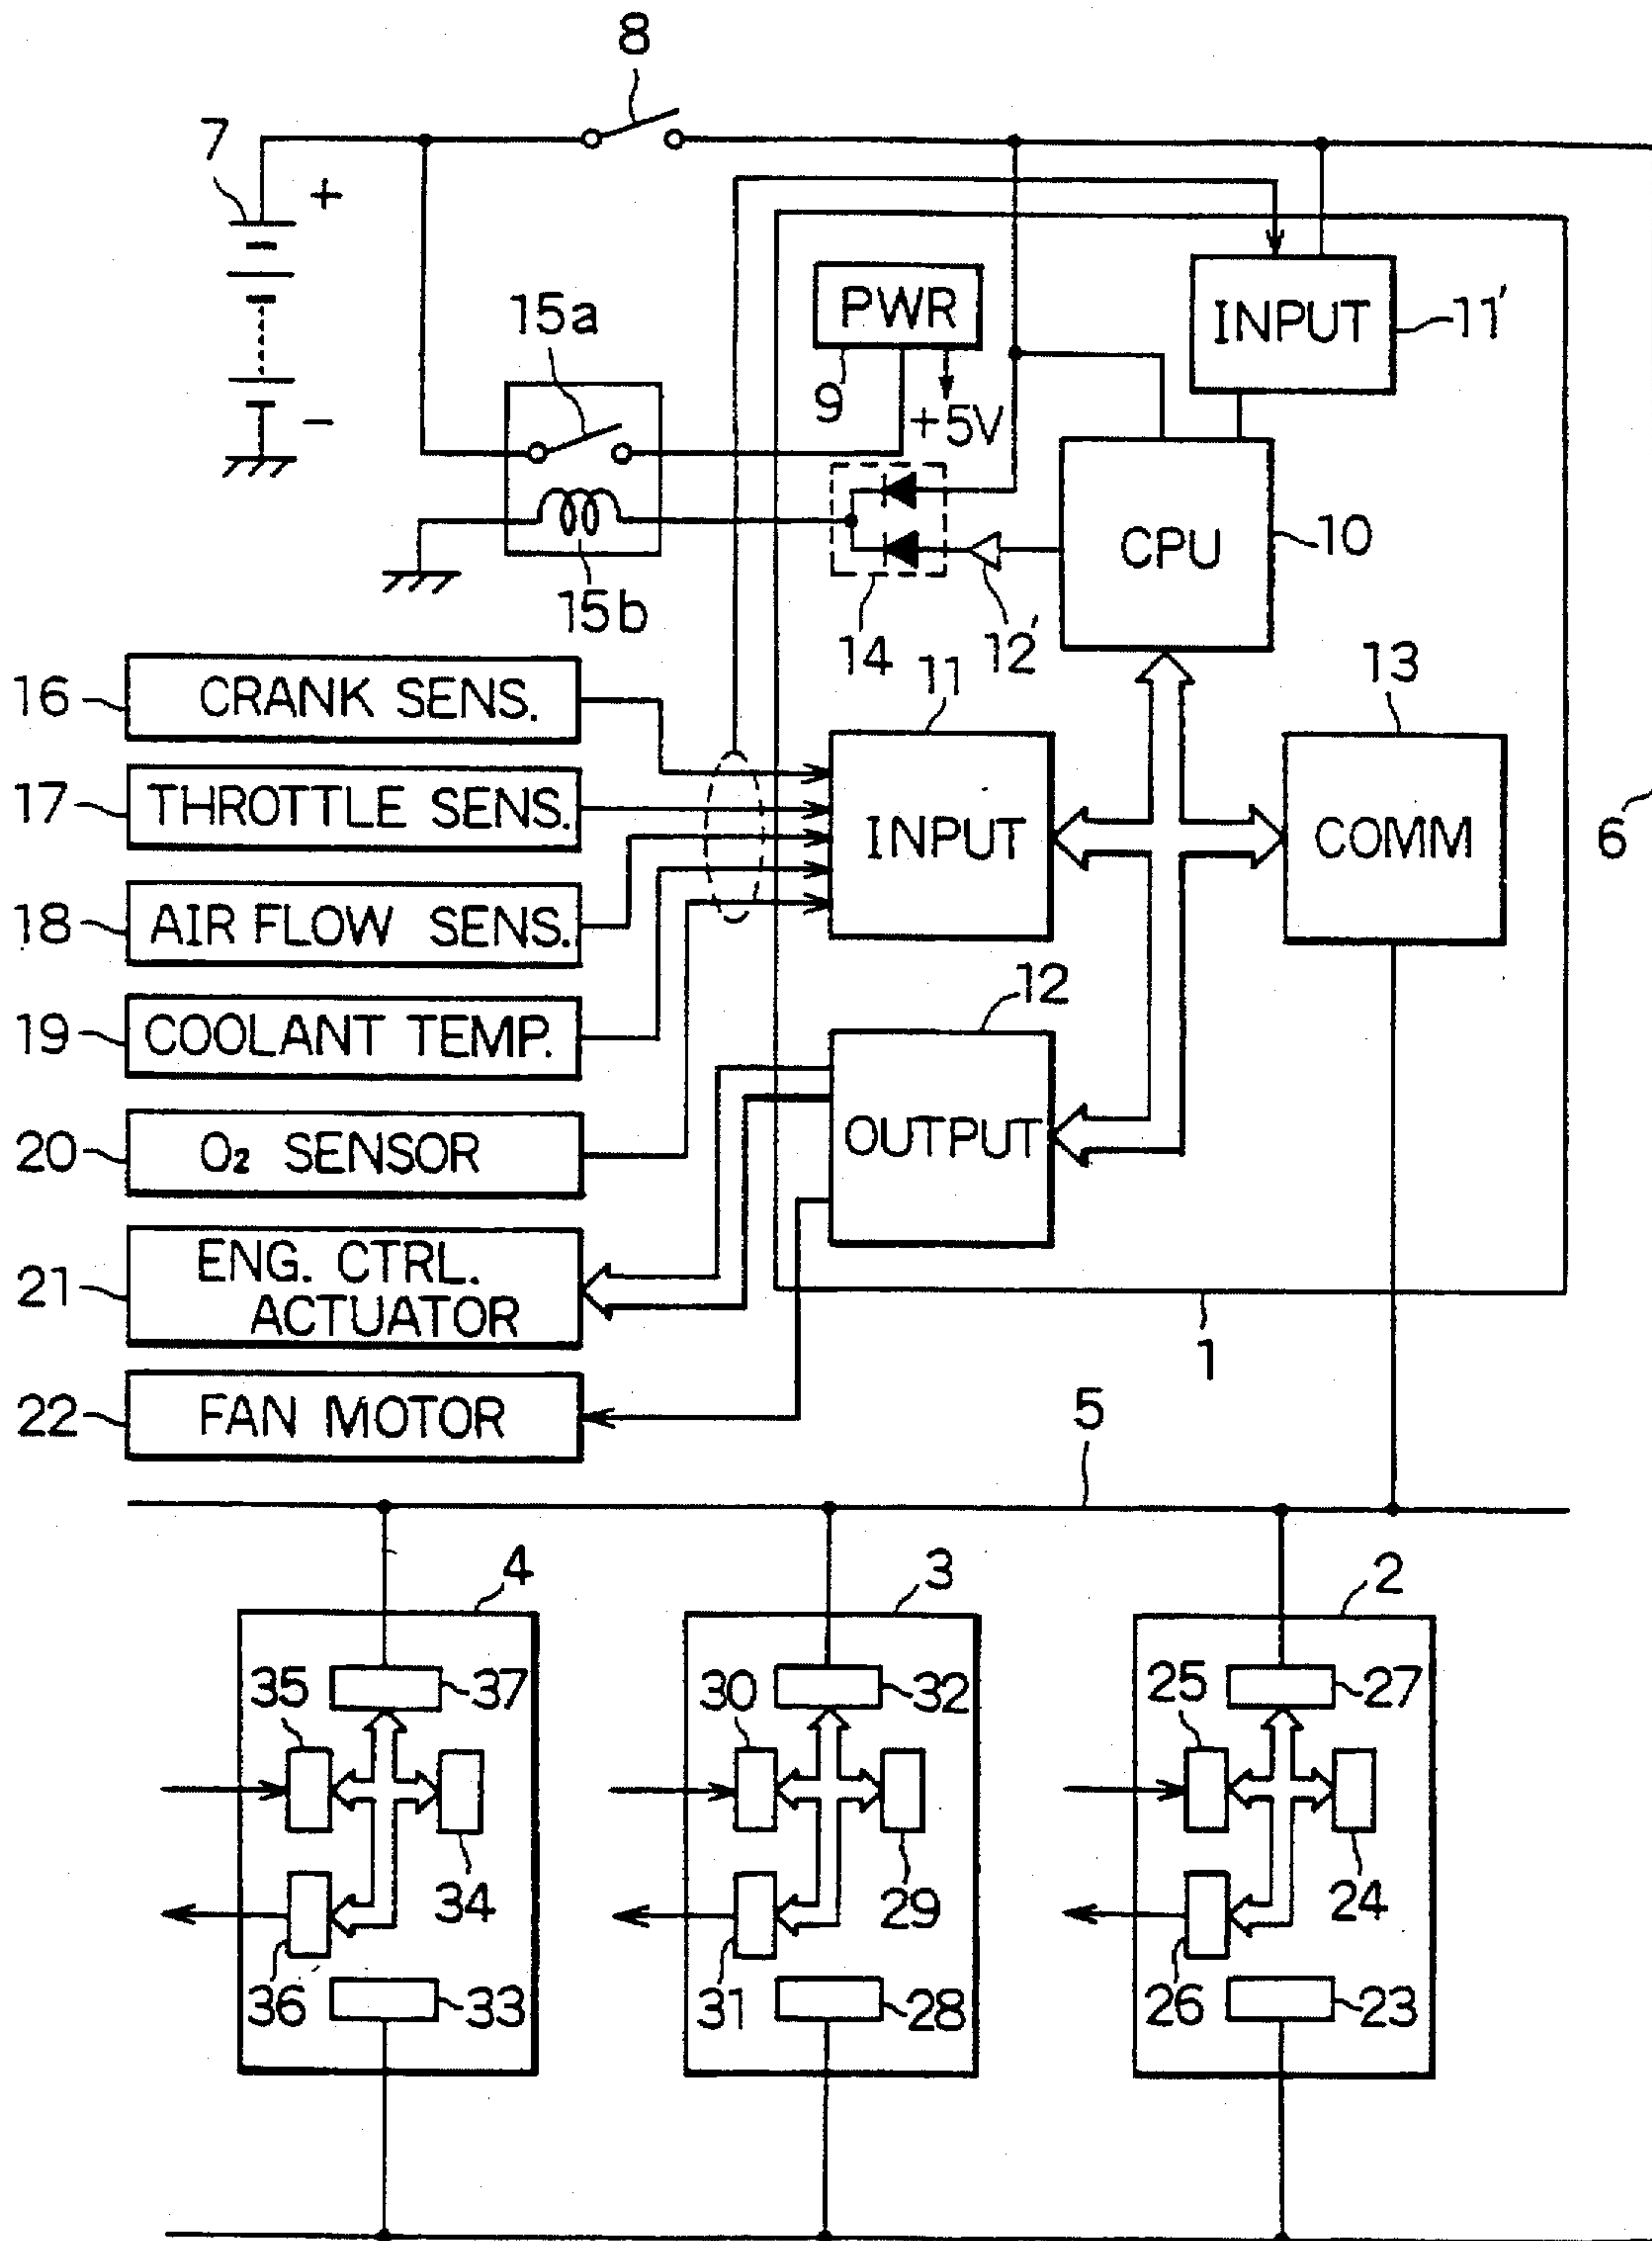 8
7
+
PWR
INPUT
11′
15a
9
+5V
−
CPU
10
15b
14
12′
16
CRANK SENS.
11
13
17
THROTTLE SENS.
INPUT
COMM
6
18
AIR FLOW SENS.
19
COOLANT TEMP.
12
20
O₂ SENSOR
OUTPUT
21
ENG. CTRL.
ACTUATOR
1
22
FAN MOTOR
5
4
3
2
35
37
30
32
25
27
34
29
24
36
33
31
28
26
23